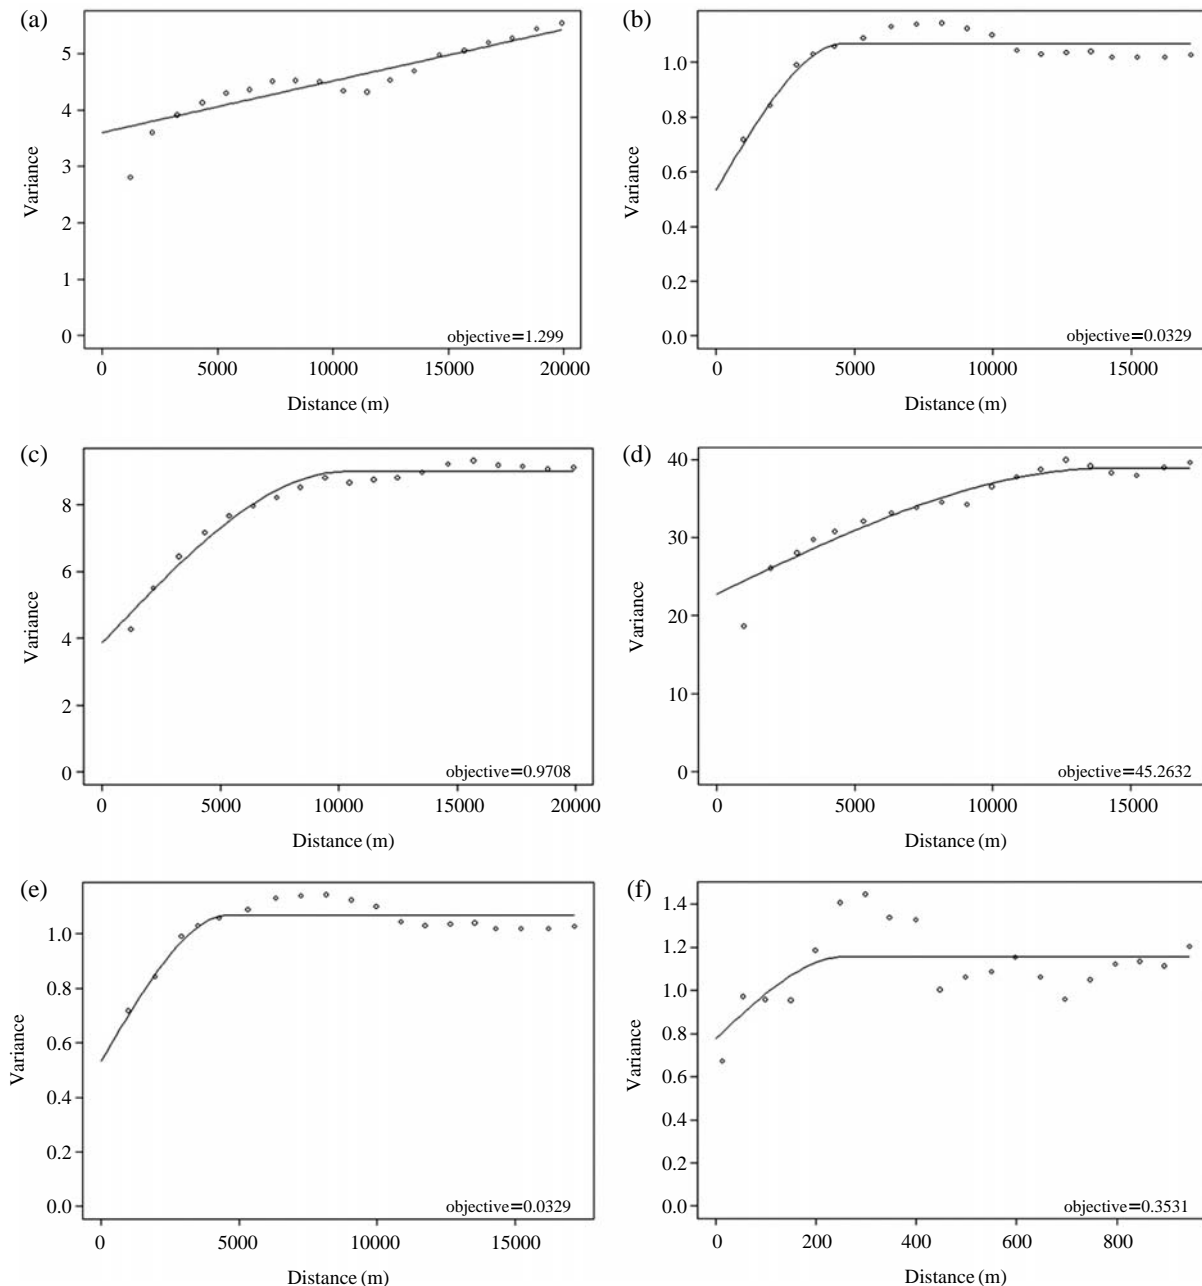 (a)
5
4
3
2
1
0
Variance
objective=1.299
0 5000 10000 15000 20000
Distance (m)
(b)
1.0
0.8
0.6
0.4
0.2
0.0
Variance
objective=0.0329
0 5000 10000 15000
Distance (m)
(c)
8
6
4
2
0
Variance
objective=0.9708
0 5000 10000 15000 20000
Distance (m)
(d)
40
30
20
10
0
Variance
objective=45.2632
0 5000 10000 15000
Distance (m)
(e)
1.0
0.8
0.6
0.4
0.2
0.0
Variance
objective=0.0329
0 5000 10000 15000
Distance (m)
(f)
1.4
1.2
1.0
0.8
0.6
0.4
0.2
0.0
Variance
objective=0.3531
0 200 400 600 800
Distance (m)